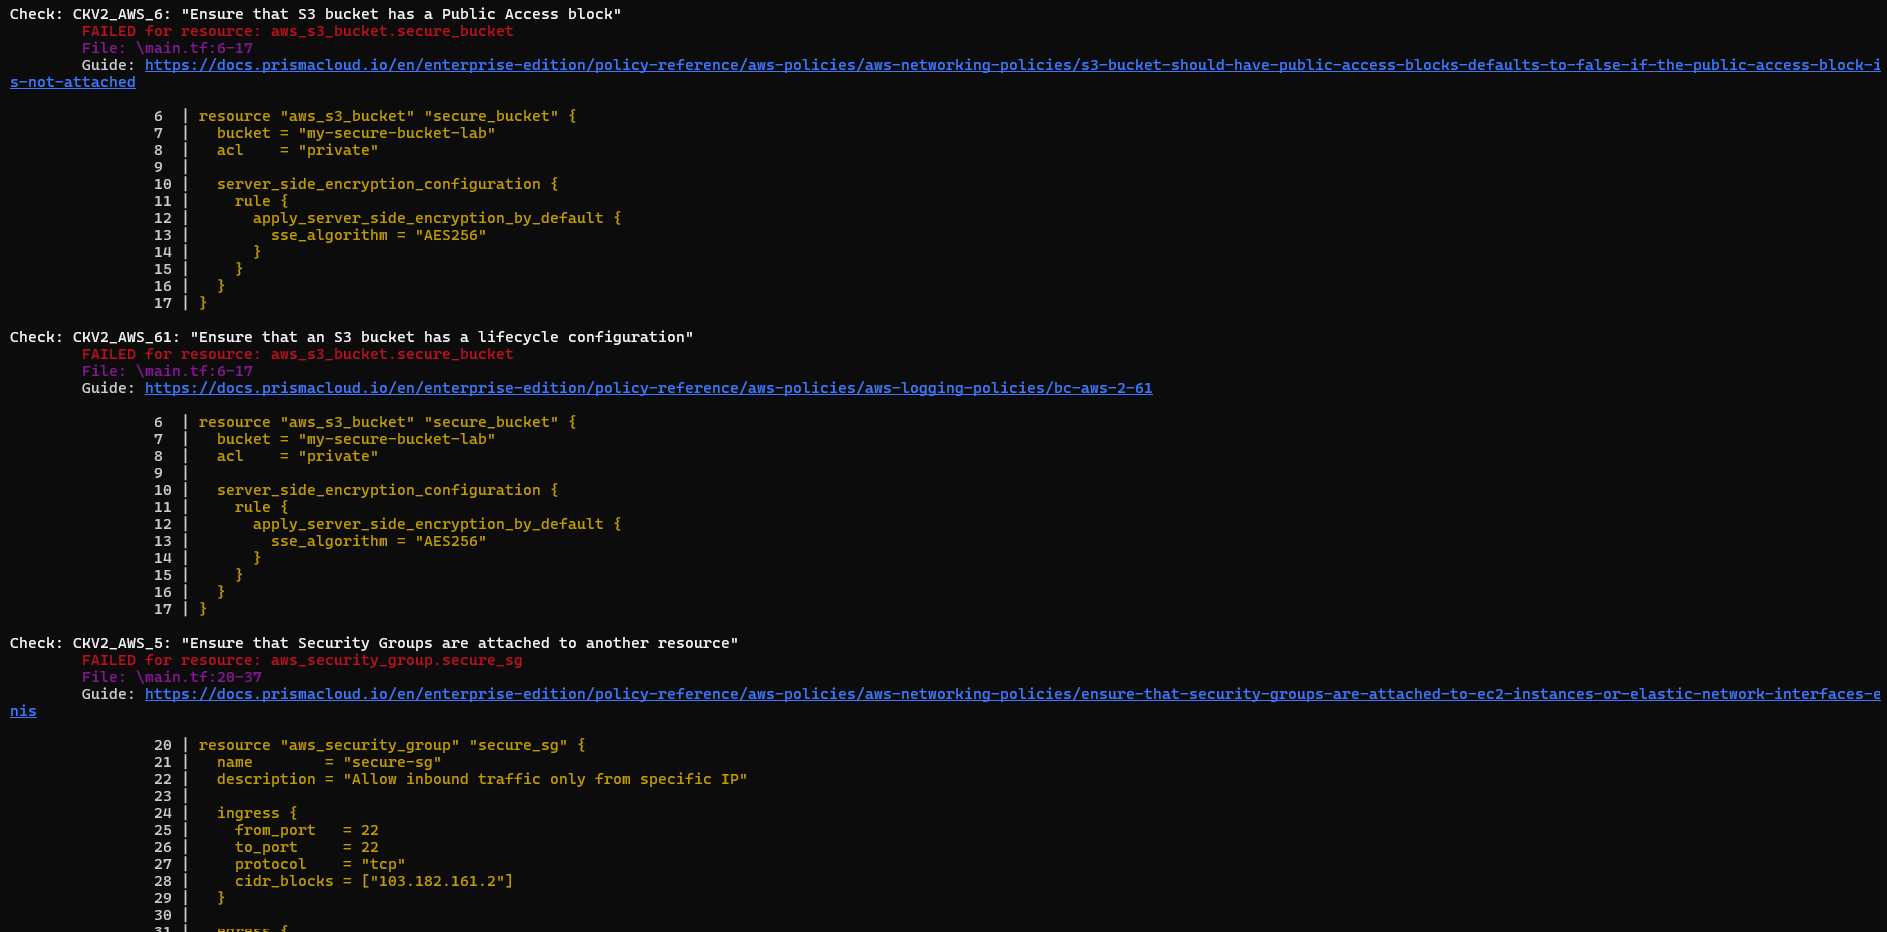 Check: CKV2_AWS_6: "Ensure that S3 bucket has a Public Access block"
        FAILED for resource: aws_s3_bucket.secure_bucket
        File: \main.tf:6-17
        Guide: https://docs.prismacloud.io/en/enterprise-edition/policy-reference/aws-policies/aws-networking-policies/s3-bucket-should-have-public-access-blocks-defaults-to-false-if-the-public-access-block-i
s-not-attached

                6  | resource "aws_s3_bucket" "secure_bucket" {
                7  |   bucket = "my-secure-bucket-lab"
                8  |   acl    = "private"
                9  |
                10 |   server_side_encryption_configuration {
                11 |     rule {
                12 |       apply_server_side_encryption_by_default {
                13 |         sse_algorithm = "AES256"
                14 |       }
                15 |     }
                16 |   }
                17 | }

Check: CKV2_AWS_61: "Ensure that an S3 bucket has a lifecycle configuration"
        FAILED for resource: aws_s3_bucket.secure_bucket
        File: \main.tf:6-17
        Guide: https://docs.prismacloud.io/en/enterprise-edition/policy-reference/aws-policies/aws-logging-policies/bc-aws-2-61

                6  | resource "aws_s3_bucket" "secure_bucket" {
                7  |   bucket = "my-secure-bucket-lab"
                8  |   acl    = "private"
                9  |
                10 |   server_side_encryption_configuration {
                11 |     rule {
                12 |       apply_server_side_encryption_by_default {
                13 |         sse_algorithm = "AES256"
                14 |       }
                15 |     }
                16 |   }
                17 | }

Check: CKV2_AWS_5: "Ensure that Security Groups are attached to another resource"
        FAILED for resource: aws_security_group.secure_sg
        File: \main.tf:20-37
        Guide: https://docs.prismacloud.io/en/enterprise-edition/policy-reference/aws-policies/aws-networking-policies/ensure-that-security-groups-are-attached-to-ec2-instances-or-elastic-network-interfaces-e
nis

                20 | resource "aws_security_group" "secure_sg" {
                21 |   name        = "secure-sg"
                22 |   description = "Allow inbound traffic only from specific IP"
                23 |
                24 |   ingress {
                25 |     from_port   = 22
                26 |     to_port     = 22
                27 |     protocol    = "tcp"
                28 |     cidr_blocks = ["103.182.161.2"]
                29 |   }
                30 |
                31 |   egress {